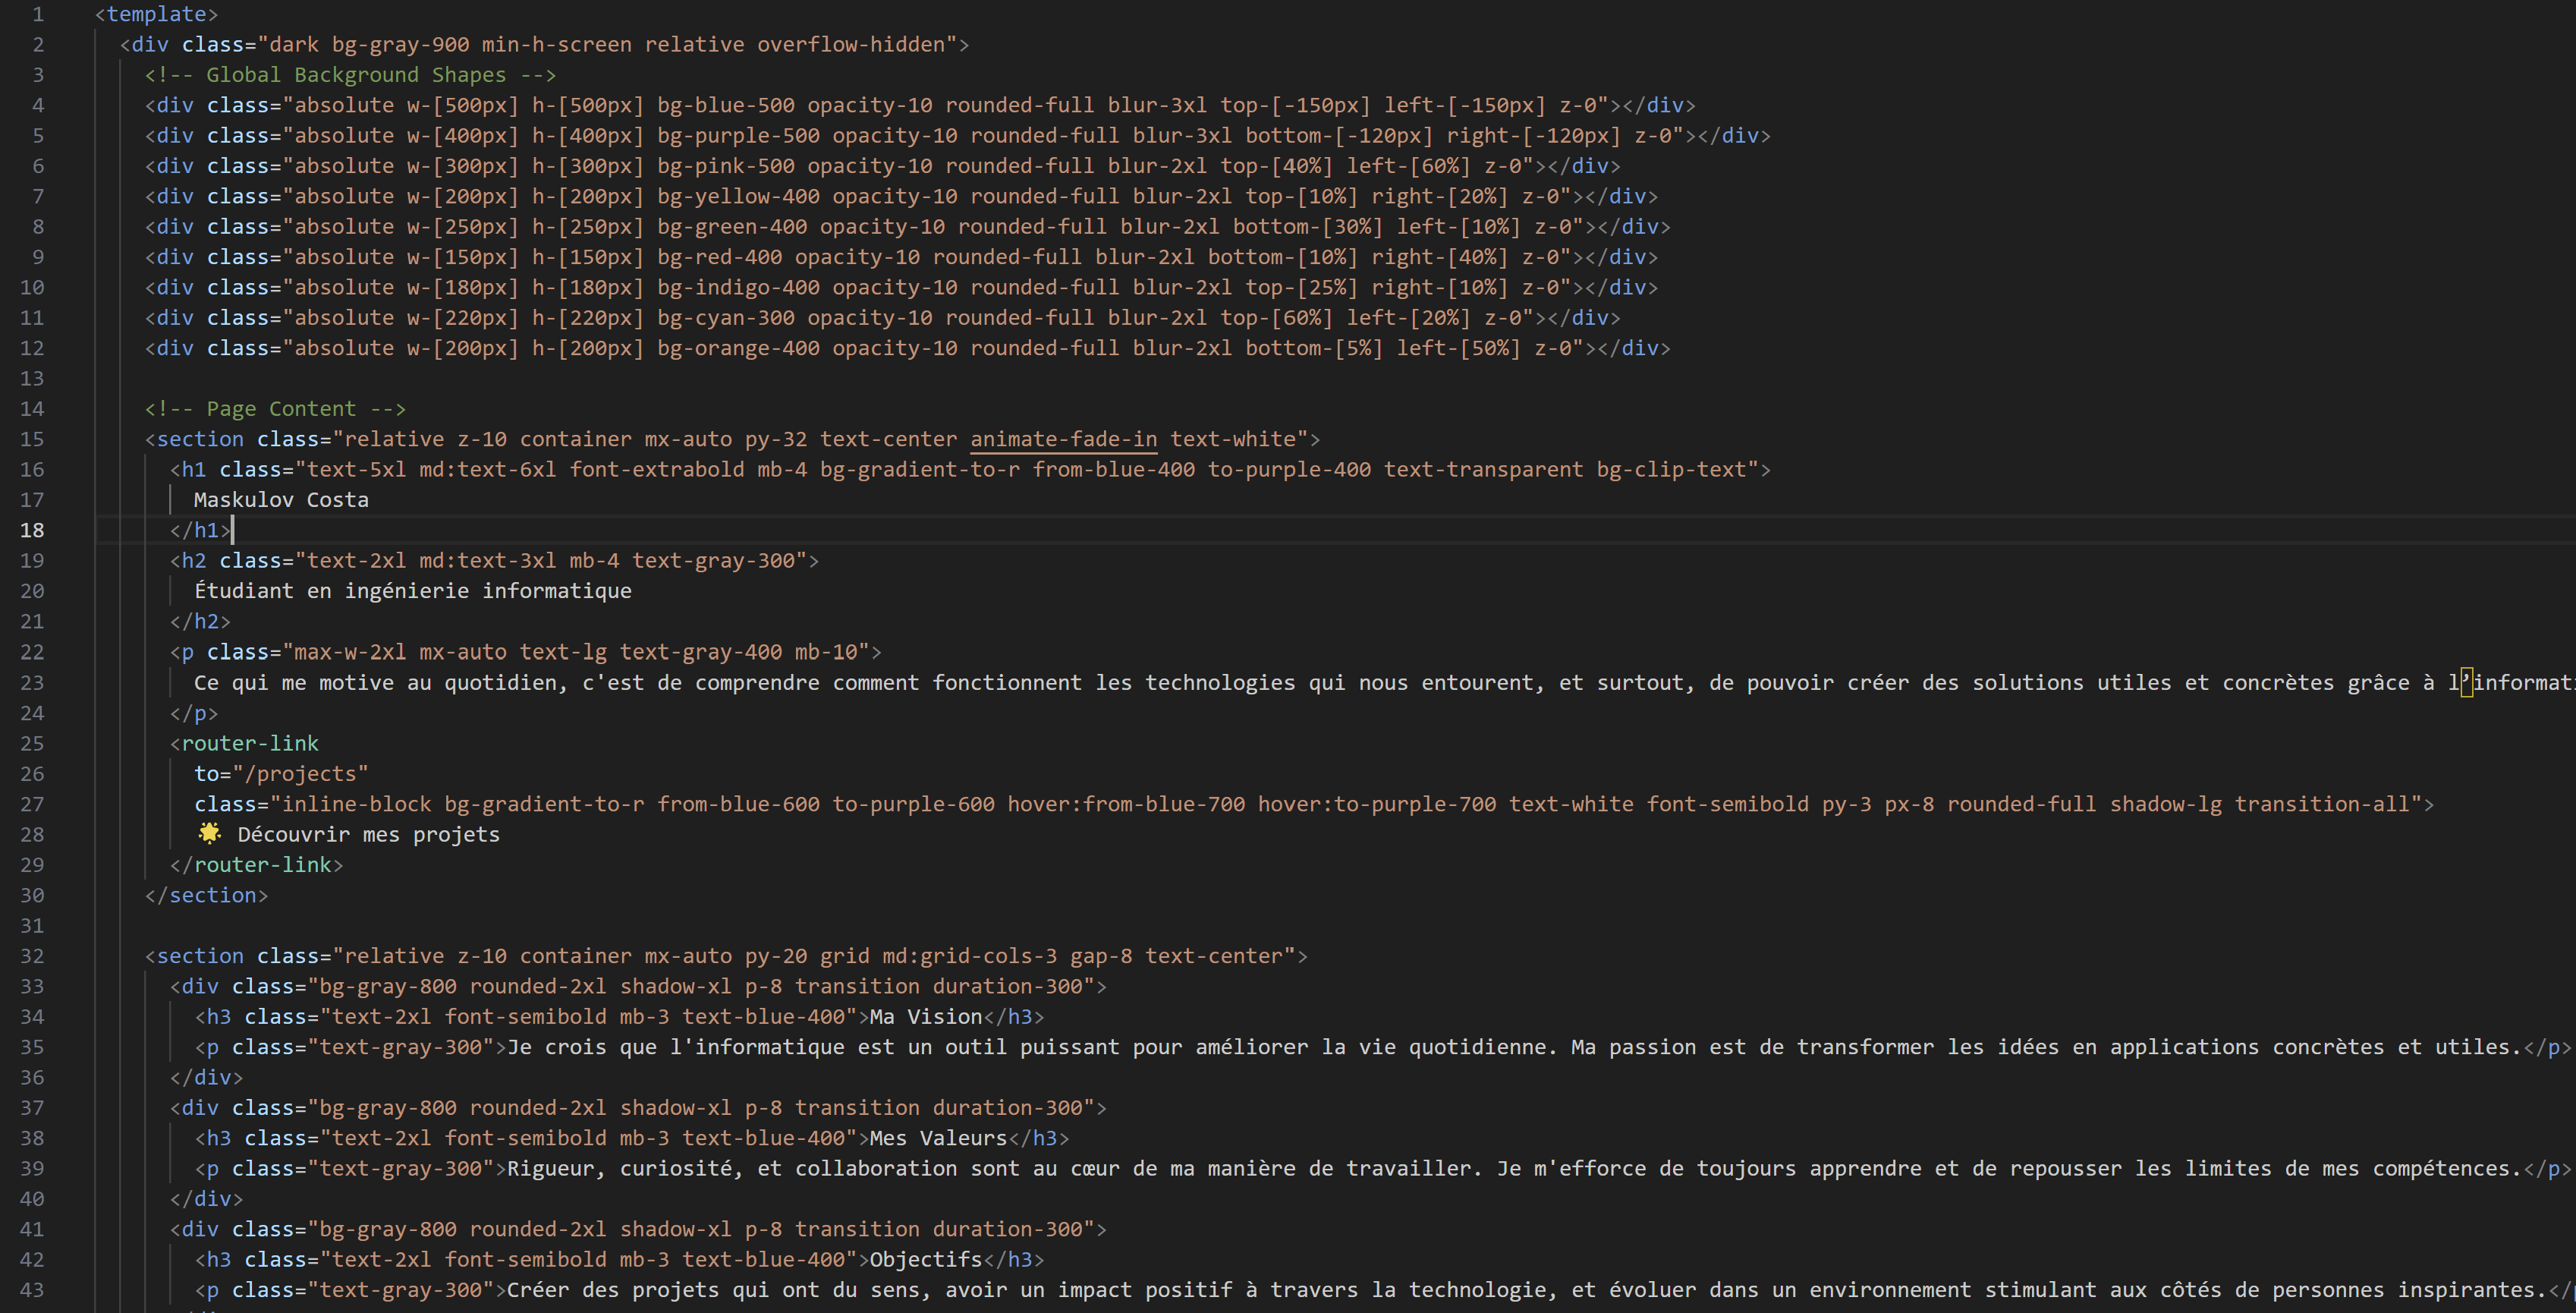 1 <template>
2 <div class="dark bg-gray-900 min-h-screen relative overflow-hidden">
3 <!-- Global Background Shapes -->
4 <div class="absolute w-[500px] h-[500px] bg-blue-500 opacity-10 rounded-full blur-3xl top-[-150px] left-[-150px] z-0"></div>
5 <div class="absolute w-[400px] h-[400px] bg-purple-500 opacity-10 rounded-full blur-3xl bottom-[-120px] right-[-120px] z-0"></div>
6 <div class="absolute w-[300px] h-[300px] bg-pink-500 opacity-10 rounded-full blur-2xl top-[40%] left-[60%] z-0"></div>
7 <div class="absolute w-[200px] h-[200px] bg-yellow-400 opacity-10 rounded-full blur-2xl top-[10%] right-[20%] z-0"></div>
8 <div class="absolute w-[250px] h-[250px] bg-green-400 opacity-10 rounded-full blur-2xl bottom-[30%] left-[10%] z-0"></div>
9 <div class="absolute w-[150px] h-[150px] bg-red-400 opacity-10 rounded-full blur-2xl bottom-[10%] right-[40%] z-0"></div>
10 <div class="absolute w-[180px] h-[180px] bg-indigo-400 opacity-10 rounded-full blur-2xl top-[25%] right-[10%] z-0"></div>
11 <div class="absolute w-[220px] h-[220px] bg-cyan-300 opacity-10 rounded-full blur-2xl top-[60%] left-[20%] z-0"></div>
12 <div class="absolute w-[200px] h-[200px] bg-orange-400 opacity-10 rounded-full blur-2xl bottom-[5%] left-[50%] z-0"></div>
13
14 <!-- Page Content -->
15 <section class="relative z-10 container mx-auto py-32 text-center animate-fade-in text-white">
16 <h1 class="text-5xl md:text-6xl font-extrabold mb-4 bg-gradient-to-r from-blue-400 to-purple-400 text-transparent bg-clip-text">
17 Maskulov Costa
18 </h1>
19 <h2 class="text-2xl md:text-3xl mb-4 text-gray-300">
20 Étudiant en ingénierie informatique
21 </h2>
22 <p class="max-w-2xl mx-auto text-lg text-gray-400 mb-10">
23 Ce qui me motive au quotidien, c'est de comprendre comment fonctionnent les technologies qui nous entourent, et surtout, de pouvoir créer des solutions utiles et concrètes grâce à l’informat
24 </p>
25 <router-link
26 to="/projects"
27 class="inline-block bg-gradient-to-r from-blue-600 to-purple-600 hover:from-blue-700 hover:to-purple-700 text-white font-semibold py-3 px-8 rounded-full shadow-lg transition-all">
28 🌟 Découvrir mes projets
29 </router-link>
30 </section>
31
32 <section class="relative z-10 container mx-auto py-20 grid md:grid-cols-3 gap-8 text-center">
33 <div class="bg-gray-800 rounded-2xl shadow-xl p-8 transition duration-300">
34 <h3 class="text-2xl font-semibold mb-3 text-blue-400">Ma Vision</h3>
35 <p class="text-gray-300">Je crois que l'informatique est un outil puissant pour améliorer la vie quotidienne. Ma passion est de transformer les idées en applications concrètes et utiles.</p>
36 </div>
37 <div class="bg-gray-800 rounded-2xl shadow-xl p-8 transition duration-300">
38 <h3 class="text-2xl font-semibold mb-3 text-blue-400">Mes Valeurs</h3>
39 <p class="text-gray-300">Rigueur, curiosité, et collaboration sont au cœur de ma manière de travailler. Je m'efforce de toujours apprendre et de repousser les limites de mes compétences.</p>
40 </div>
41 <div class="bg-gray-800 rounded-2xl shadow-xl p-8 transition duration-300">
42 <h3 class="text-2xl font-semibold mb-3 text-blue-400">Objectifs</h3>
43 <p class="text-gray-300">Créer des projets qui ont du sens, avoir un impact positif à travers la technologie, et évoluer dans un environnement stimulant aux côtés de personnes inspirantes.</